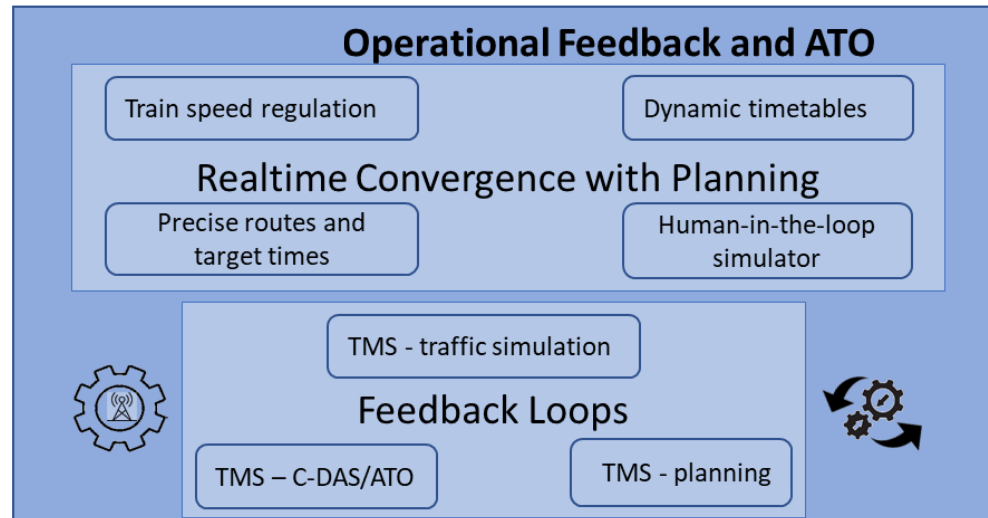 Operational Feedback and ATO
Train speed regulation
Dynamic timetables
Realtime Convergence with Planning
Precise routes and
target times
Human-in-the-loop
simulator
TMS - traffic simulation
Feedback Loops
TMS – C-DAS/ATO
TMS - planning